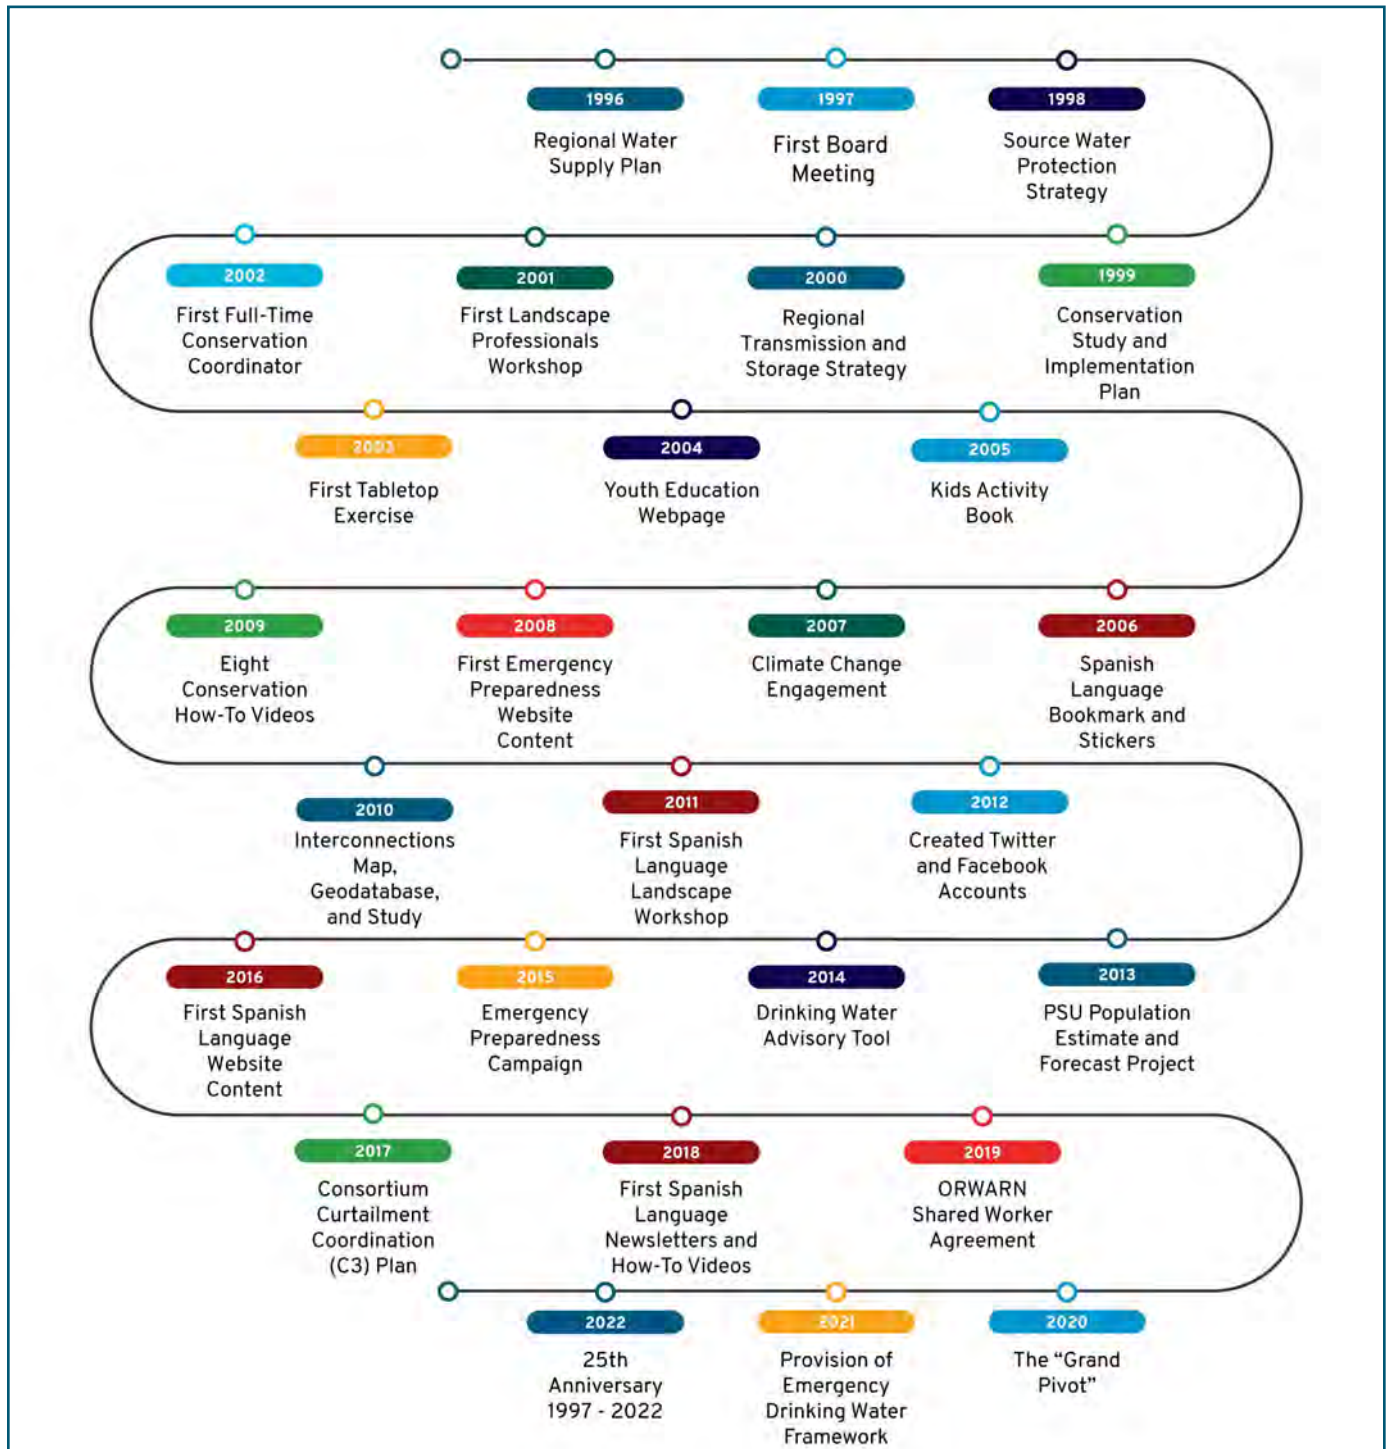 1996
Regional Water
Supply Plan
1997
First Board
Meeting
1998
Source Water
Protection
Strategy
1999
Conservation
Study and
Implementation
Plan
2000
Regional
Transmission and
Storage Strategy
2001
First Landscape
Professionals
Workshop
2002
First Full-Time
Conservation
Coordinator
2003
First Tabletop
Exercise
2004
Youth Education
Webpage
2005
Kids Activity
Book
2006
Spanish
Language
Bookmark and
Stickers
2007
Climate Change
Engagement
2008
First Emergency
Preparedness
Website
Content
2009
Eight
Conservation
How-To Videos
2010
Interconnections
Map,
Geodatabase,
and Study
2011
First Spanish
Language
Landscape
Workshop
2012
Created Twitter
and Facebook
Accounts
2013
PSU Population
Estimate and
Forecast Project
2014
Drinking Water
Advisory Tool
2015
Emergency
Preparedness
Campaign
2016
First Spanish
Language
Website
Content
2017
Consortium
Curtailment
Coordination
(C3) Plan
2018
First Spanish
Language
Newsletters and
How-To Videos
2019
ORWARN
Shared Worker
Agreement
2020
The “Grand
Pivot”
2021
Provision of
Emergency
Drinking Water
Framework
2022
25th
Anniversary
1997 - 2022